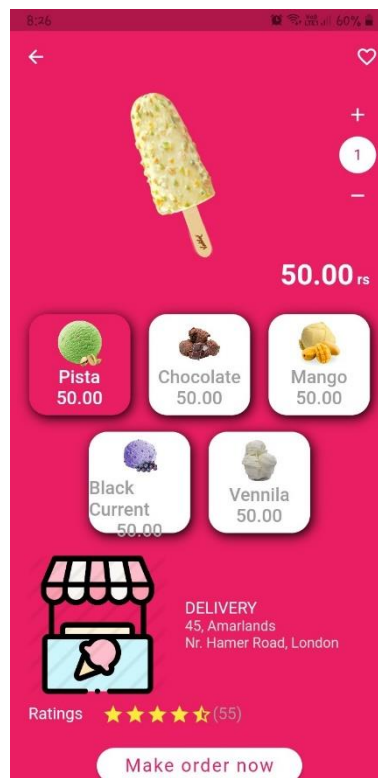 8:26
60%
1
50.00 rs
Pista
50.00
Chocolate
50.00
Mango
50.00
Black
Current
50.00
Vennila
50.00
DELIVERY
45, Amarlands
Nr. Hamer Road, London
Ratings
(55)
Make order now